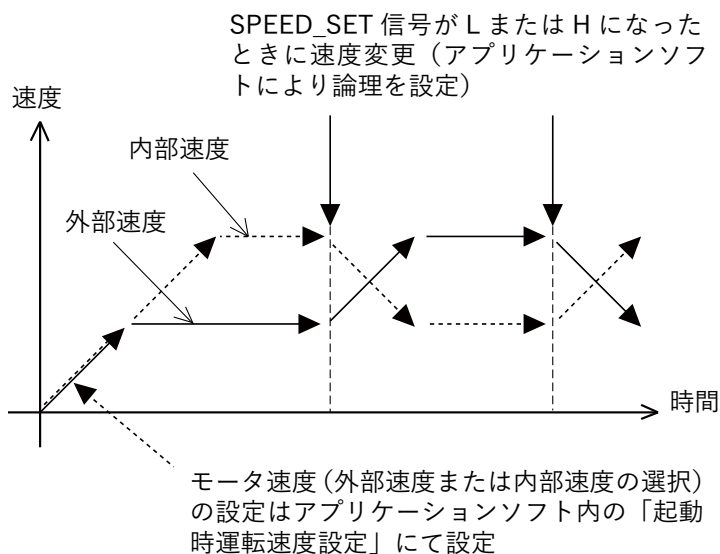 SPEED_SET 信号が L または H になった
ときに速度変更（アプリケーションソフ
トにより論理を設定）
速度
内部速度
外部速度
時間
モータ速度（外部速度または内部速度の選択）
の設定はアプリケーションソフト内の「起動
時運転速度設定」にて設定